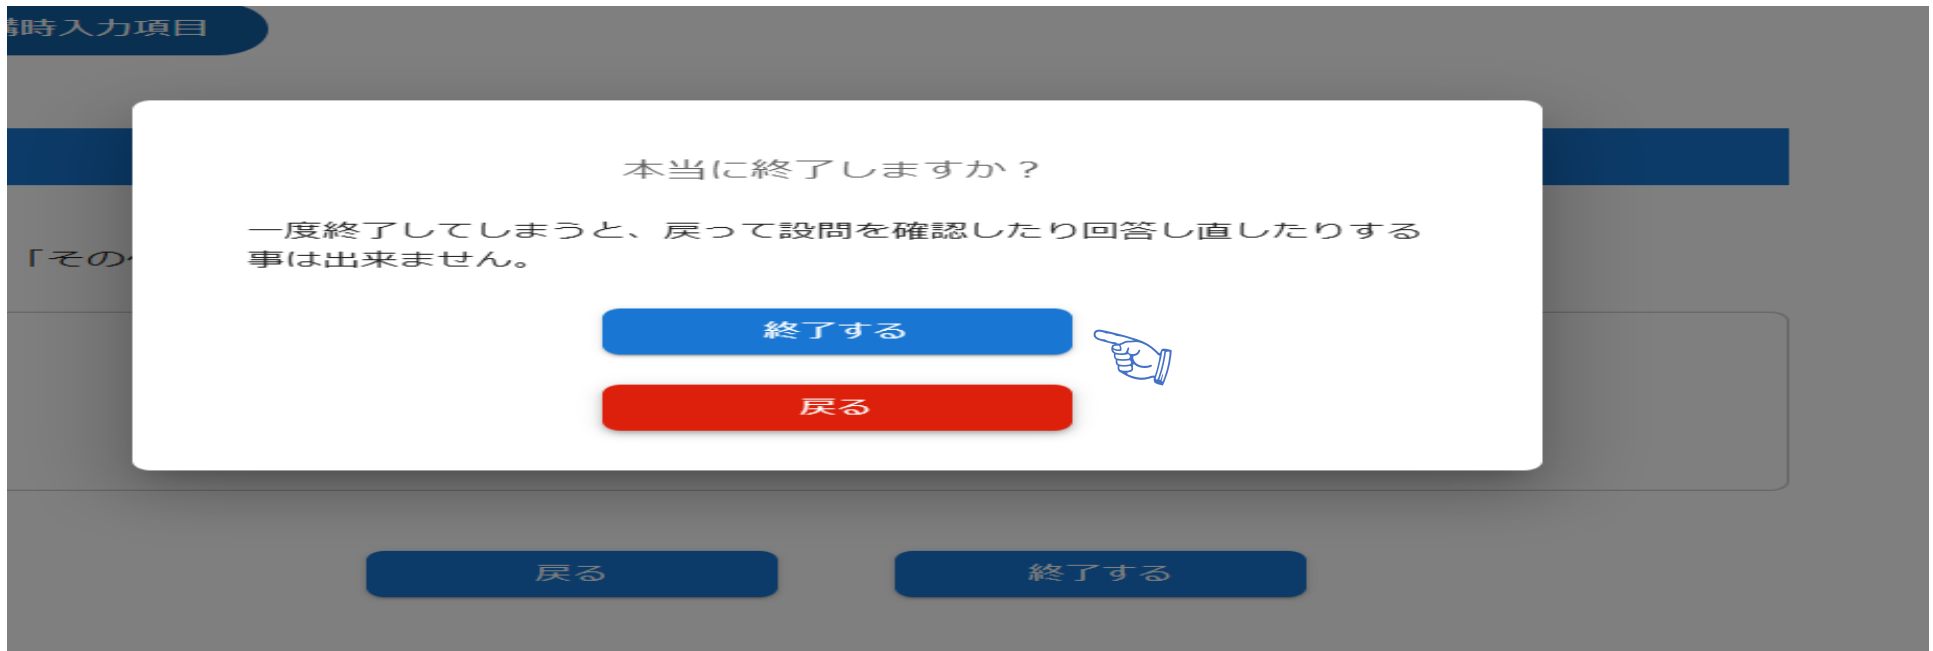 時入力項目
本当に終了しますか？
一度終了してしまうと、戻って設問を確認したり回答し直したりする
事は出来ません。
「その
終了する
戻る
戻る
終了する